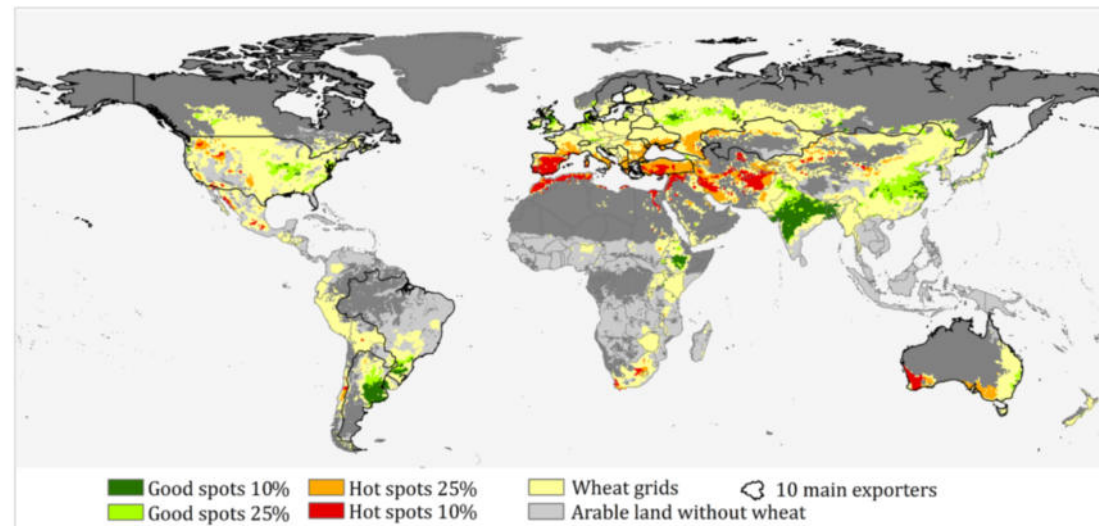 Good spots 10% Hot spots 25% Wheat grids 10 main exporters
Good spots 25% Hot spots 10% Arable land without wheat